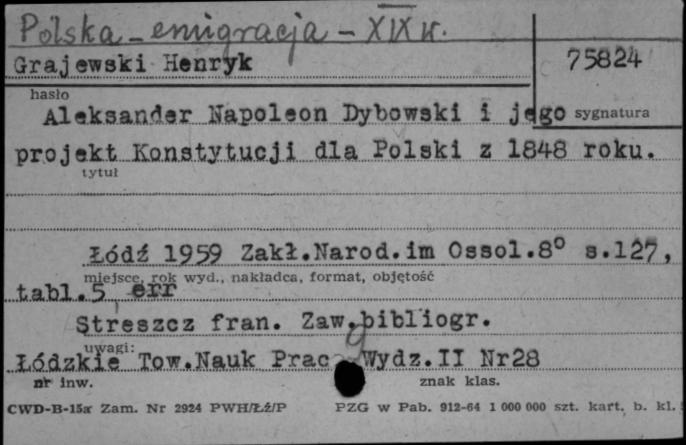 Polska - emigracja - XIX w.
Grajewski Henryk 75824
hasło
Aleksander Napoleon Dybowski i jego sygnatura
projekt Konstytucji dla Polski z 1848 roku.
tytuł
Łódź 1959 Zakł.Narod.im Ossol.8° s.127,
miejsce, rok wyd., nakładca, format, objętość
tabl.5 err
Streszcz fran. Zaw.bibliogr.
uwagi:
Łódzkie Tow.Nauk Prac Wydz.II Nr28
nr inw. znak klas.
CWD-B-15a Zam. Nr 2924 PWH/Łź/P PZG w Pab. 912-64 1 000 000 szt. kart. b. kl.